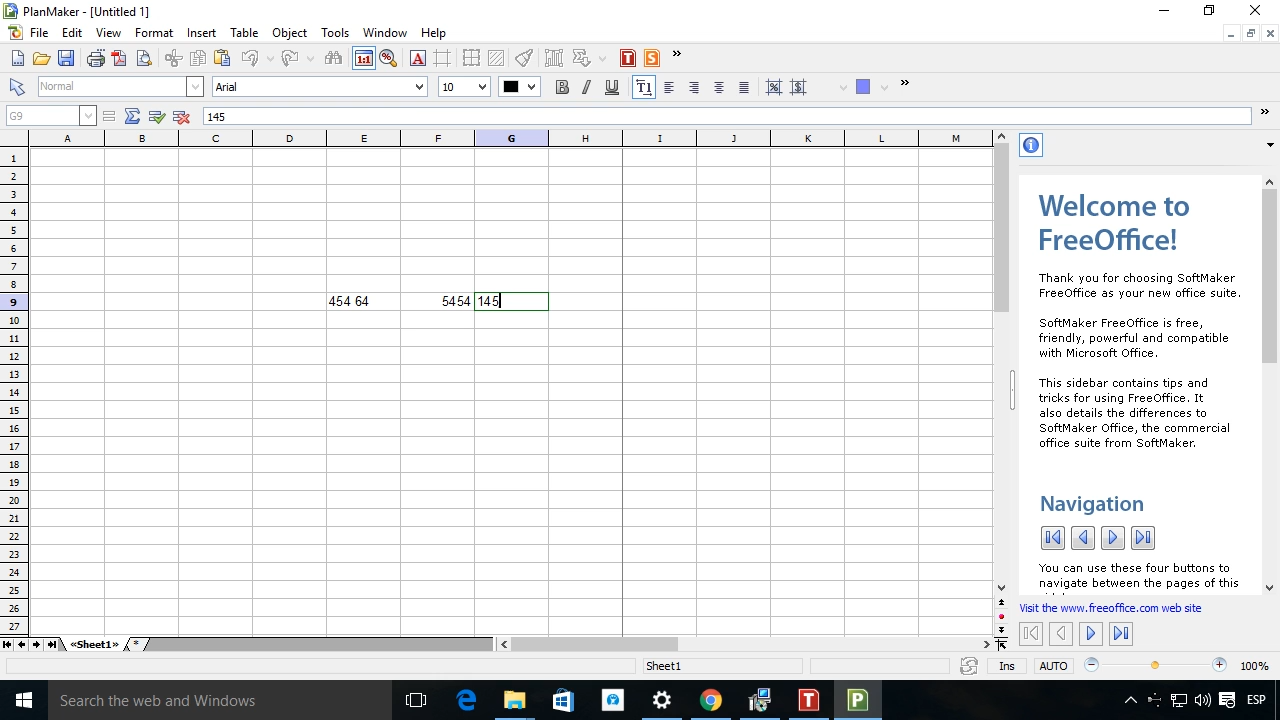 PlanMaker - [Untitled 1]
File Edit View Format Insert Table Object Tools Window Help
1:1 % A T S »
Normal Arial 10 B I U T1 % $ »
G9 145 »
A B C D E F G H I J K L M
1
2
3
4
5
6
7
8
9 454 64 5454 145
10
11
12
13
14
15
16
17
18
19
20
21
22
23
24
25
26
27
Welcome to
FreeOffice!
Thank you for choosing SoftMaker
FreeOffice as your new office suite.
SoftMaker FreeOffice is free,
friendly, powerful and compatible
with Microsoft Office.
This sidebar contains tips and
tricks for using FreeOffice. It
also details the differences to
SoftMaker Office, the commercial
office suite from SoftMaker.
Navigation
You can use these four buttons to
navigate between the pages of this
Visit the www.freeoffice.com web site
«Sheet1» *
Sheet1 Ins AUTO 100%
Search the web and Windows T P ESP